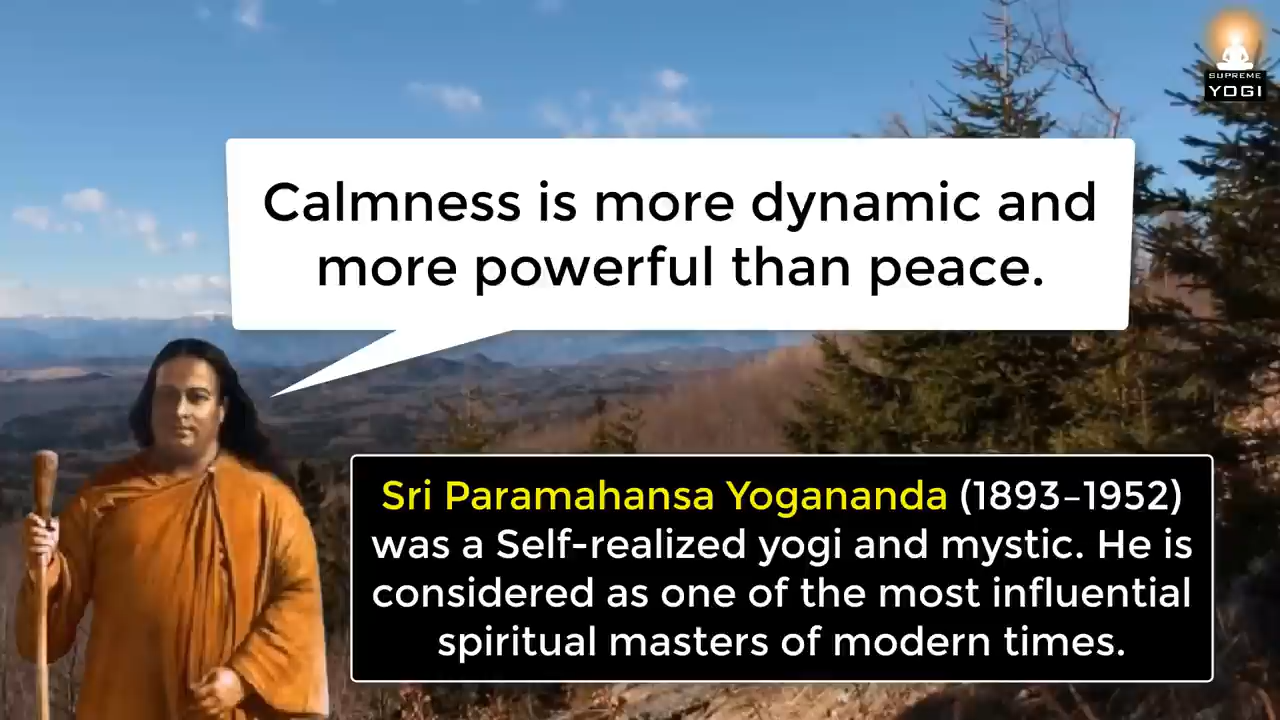 SUPREME
YOGI
Calmness is more dynamic and
more powerful than peace.
Sri Paramahansa Yogananda (1893–1952)
was a Self-realized yogi and mystic. He is
considered as one of the most influential
spiritual masters of modern times.